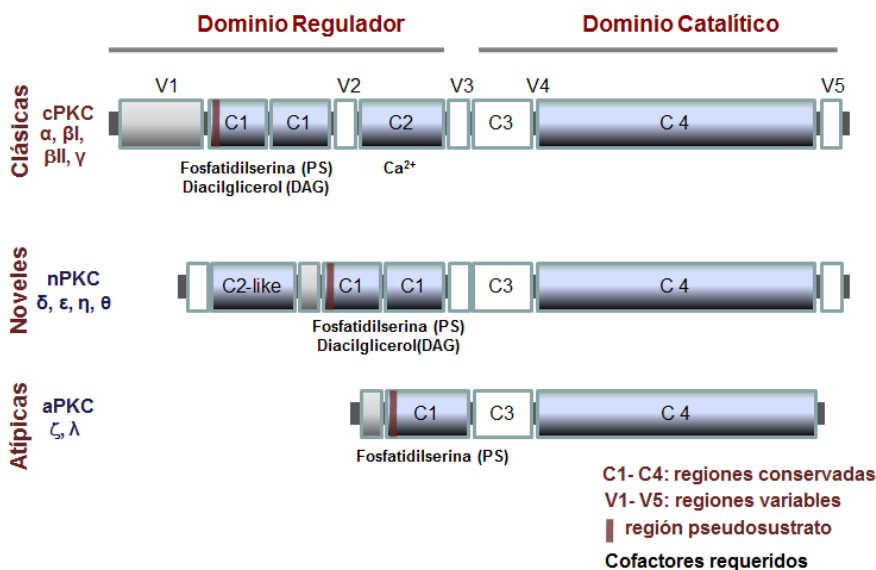 Dominio Regulador
Dominio Catalítico
V1
V2
V3
V4
V5
Clásicas
cPKC
α, βI,
βII, γ
C1
C1
C2
C3
C 4
Fosfatidilserina (PS)
Diacilglicerol (DAG)
Ca²⁺
Noveles
nPKC
δ, ε, η, θ
C2-like
C1
C1
C3
C 4
Fosfatidilserina (PS)
Diacilglicerol(DAG)
Atípicas
aPKC
ζ, λ
C1
C3
C 4
Fosfatidilserina (PS)
C1- C4: regiones conservadas
V1- V5: regiones variables
región pseudosustrato
Cofactores requeridos